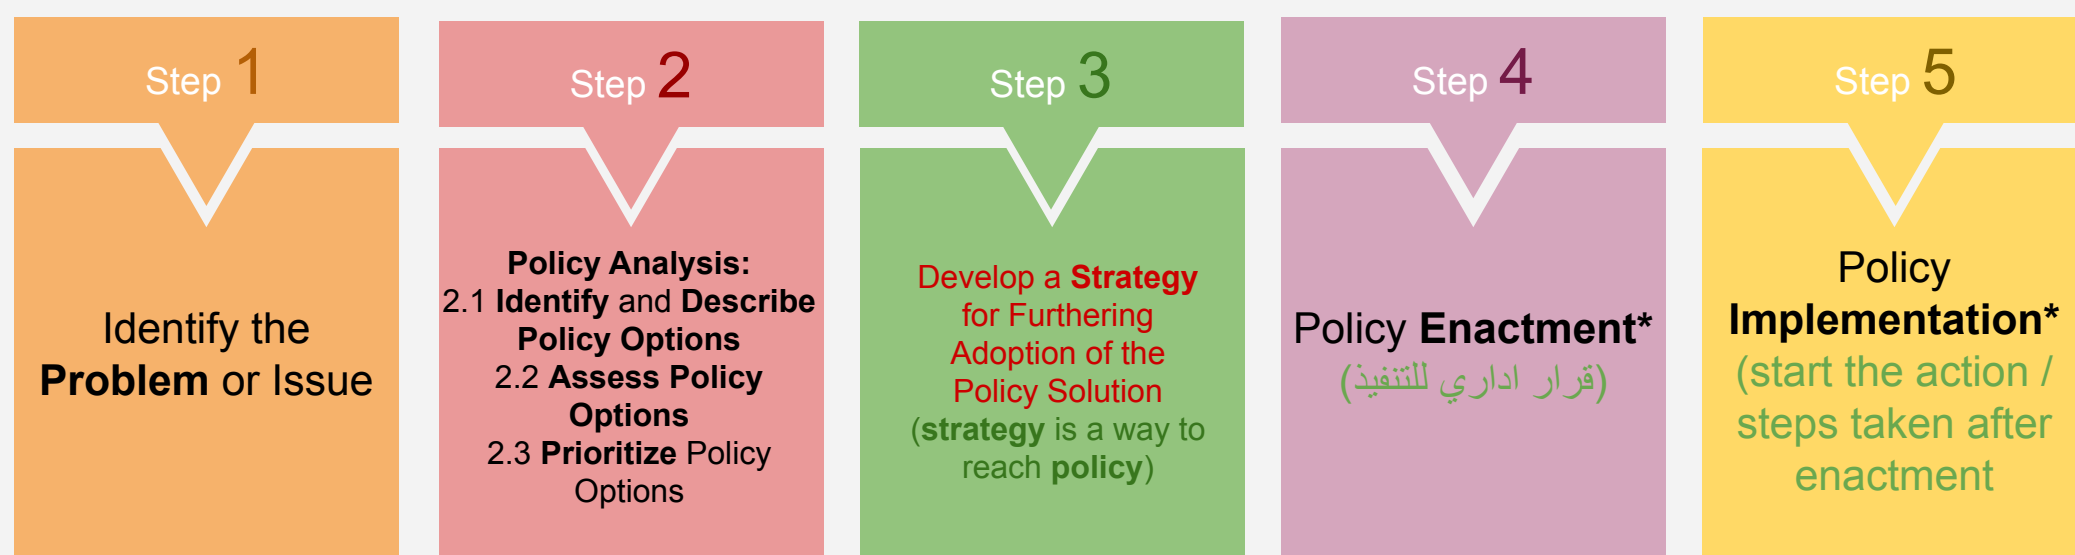 Step 1
Identify the
Problem or Issue
Step 2
Policy Analysis:
2.1 Identify and Describe
Policy Options
2.2 Assess Policy
Options
2.3 Prioritize Policy
Options
Step 3
Develop a Strategy
for Furthering
Adoption of the
Policy Solution
(strategy is a way to
reach policy)
Step 4
Policy Enactment*
(قرار اداري للتنفيذ)
Step 5
Policy
Implementation*
(start the action /
steps taken after
enactment